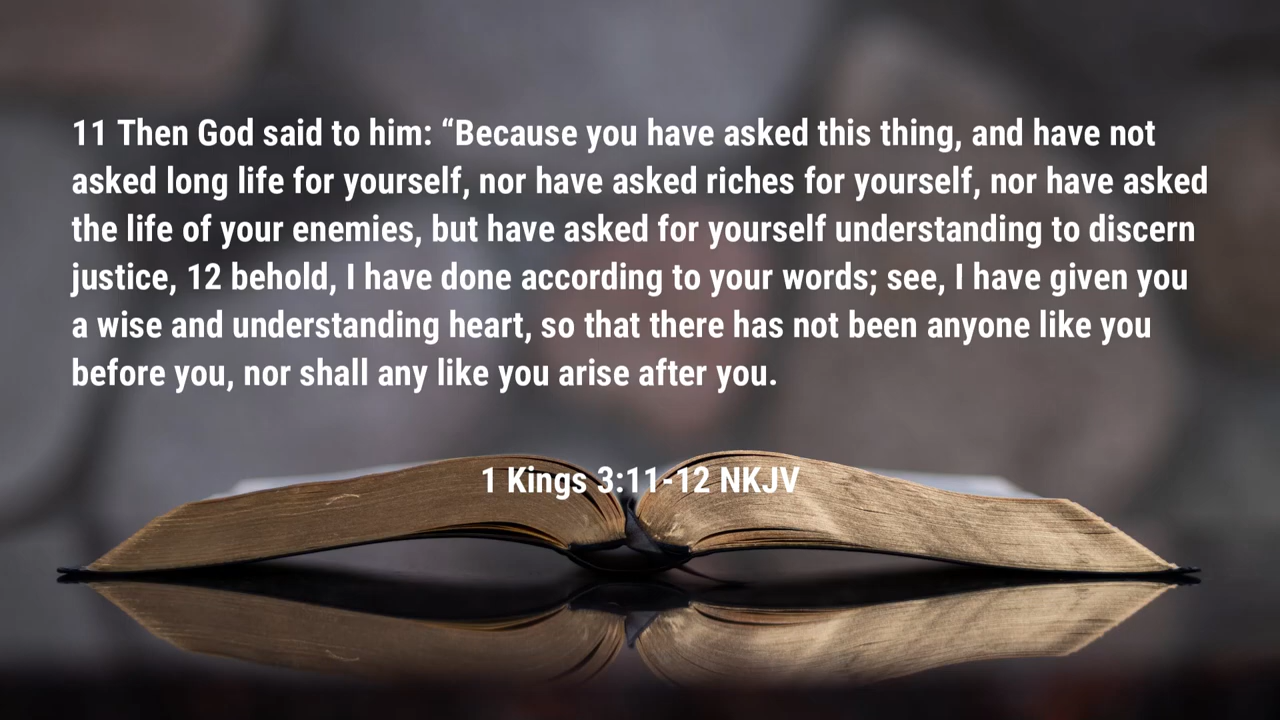 11 Then God said to him: “Because you have asked this thing, and have not
asked long life for yourself, nor have asked riches for yourself, nor have asked
the life of your enemies, but have asked for yourself understanding to discern
justice, 12 behold, I have done according to your words; see, I have given you
a wise and understanding heart, so that there has not been anyone like you
before you, nor shall any like you arise after you.
1 Kings 3:11-12 NKJV